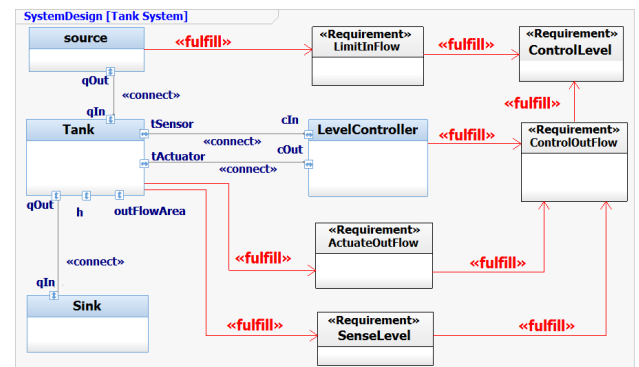 SystemDesign [Tank System]
source
«fulfill»
«Requirement»
LimitInFlow
«fulfill»
«Requirement»
ControlLevel
qOut
«connect»
qIn
«fulfill»
Tank
tSensor
cIn
«connect»
LevelController
«fulfill»
«Requirement»
ControlOutFlow
tActuator
cOut
«connect»
qOut
h
outFlowArea
«connect»
«fulfill»
«Requirement»
ActuateOutFlow
«fulfill»
qIn
Sink
«fulfill»
«Requirement»
SenseLevel
«fulfill»